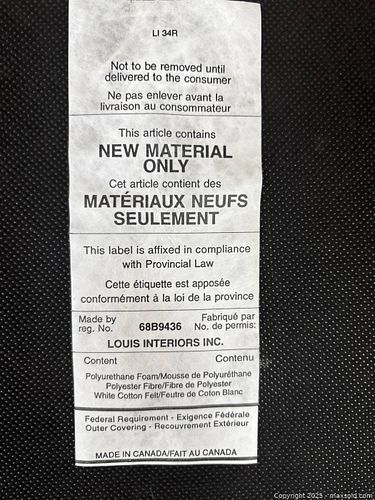 LI 34R
Not to be removed until
delivered to the consumer
Ne pas enlever avant la
livraison au consommateur
This article contains
NEW MATERIAL
ONLY
Cet article contient des
MATÉRIAUX NEUFS
SEULEMENT
This label is affixed in compliance
with Provincial Law
Cette étiquette est apposée
conformément à la loi de la province
Made by Fabriqué par
reg. No. 68B9436 No. de permis:
LOUIS INTERIORS INC.
Content Contenu
Polyurethane Foam/Mousse de Polyuréthane
Polyester Fibre/Fibre de Polyester
White Cotton Felt/Feutre de Coton Blanc
Federal Requirement - Exigence Fédérale
Outer Covering - Recouvrement Extérieur
MADE IN CANADA/FAIT AU CANADA
Copyright 2025 - maxsold.com